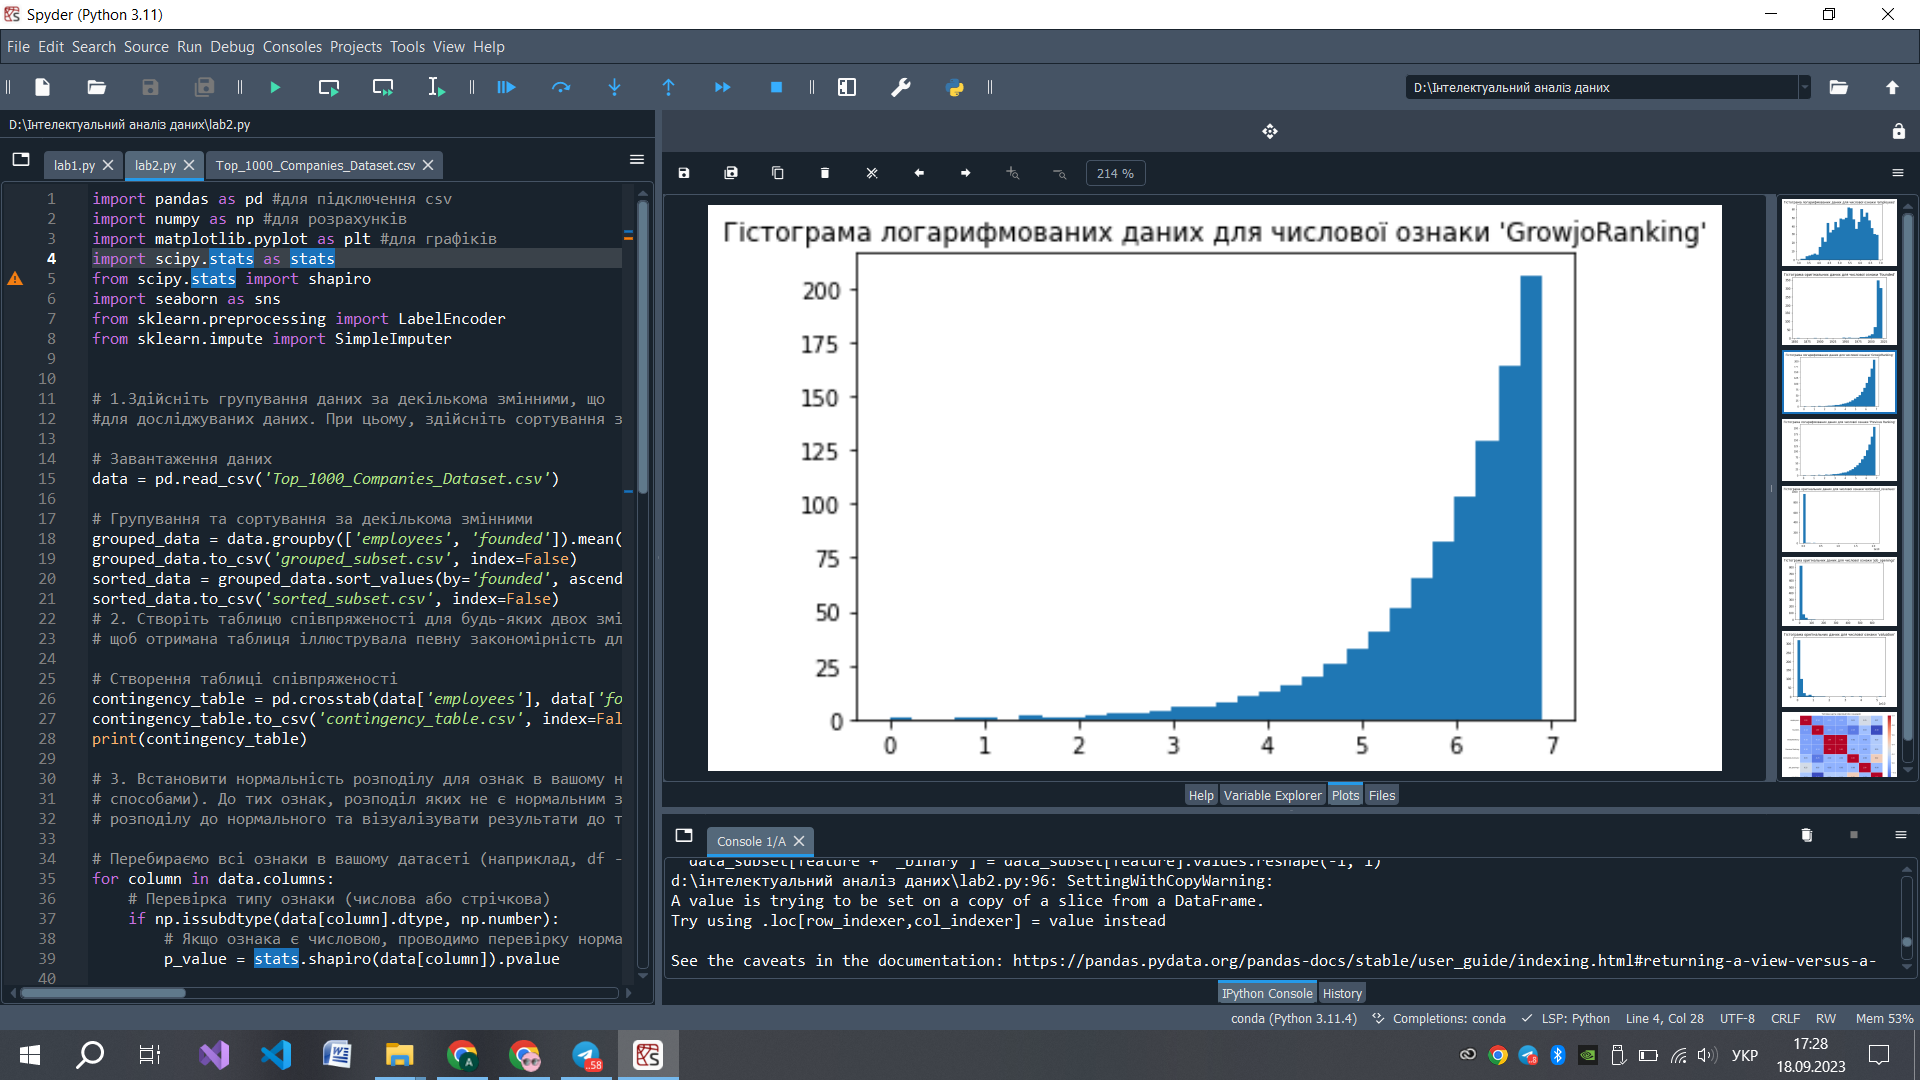 Spyder (Python 3.11)
File Edit Search Source Run Debug Consoles Projects Tools View Help
D:\Інтелектуальний аналіз даних
D:\Інтелектуальний аналіз даних\lab2.py
lab1.py
lab2.py
Top_1000_Companies_Dataset.csv
1 import pandas as pd #для підключення csv
2 import numpy as np #для розрахунків
3 import matplotlib.pyplot as plt #для графіків
4 import scipy.stats as stats
5 from scipy.stats import shapiro
6 import seaborn as sns
7 from sklearn.preprocessing import LabelEncoder
8 from sklearn.impute import SimpleImputer
9
10
11 # 1.Здійсніть групування даних за декількома змінними, що
12 #для досліджуваних даних. При цьому, здійсніть сортування з
13
14 # Завантаження даних
15 data = pd.read_csv('Top_1000_Companies_Dataset.csv')
16
17 # Групування та сортування за декількома змінними
18 grouped_data = data.groupby(['employees', 'founded']).mean(
19 grouped_data.to_csv('grouped_subset.csv', index=False)
20 sorted_data = grouped_data.sort_values(by='founded', ascend
21 sorted_data.to_csv('sorted_subset.csv', index=False)
22 # 2. Створіть таблицю співпряженості для будь-яких двох змі
23 # щоб отримана таблиця іллюструвала певну закономірність дл
24
25 # Створення таблиці співпряженості
26 contingency_table = pd.crosstab(data['employees'], data['fo
27 contingency_table.to_csv('contingency_table.csv', index=Fal
28 print(contingency_table)
29
30 # 3. Встановити нормальність розподілу для ознак в вашому н
31 # способами). До тих ознак, розподіл яких не є нормальним з
32 # розподілу до нормального та візуалізувати результати до т
33
34 # Перебираємо всі ознаки в вашому датасеті (наприклад, df -
35 for column in data.columns:
36 # Перевірка типу ознаки (числова або стрічкова)
37 if np.issubdtype(data[column].dtype, np.number):
38 # Якщо ознака є числовою, проводимо перевірку норма
39 p_value = stats.shapiro(data[column]).pvalue
40
214 %
Гістограма логарифмованих даних для числової ознаки 'GrowjoRanking'
200
175
150
125
100
75
50
25
0
0 1 2 3 4 5 6 7
Help Variable Explorer Plots Files
Console 1/A
data_subset[feature + '_binary'] = data_subset[feature].values.reshape(-1, 1)
d:\інтелектуальний аналіз даних\lab2.py:96: SettingWithCopyWarning:
A value is trying to be set on a copy of a slice from a DataFrame.
Try using .loc[row_indexer,col_indexer] = value instead
See the caveats in the documentation: https://pandas.pydata.org/pandas-docs/stable/user_guide/indexing.html#returning-a-view-versus-a-
IPython Console History
conda (Python 3.11.4) Completions: conda LSP: Python Line 4, Col 28 UTF-8 CRLF RW Mem 53%
УКР
17:28
18.09.2023